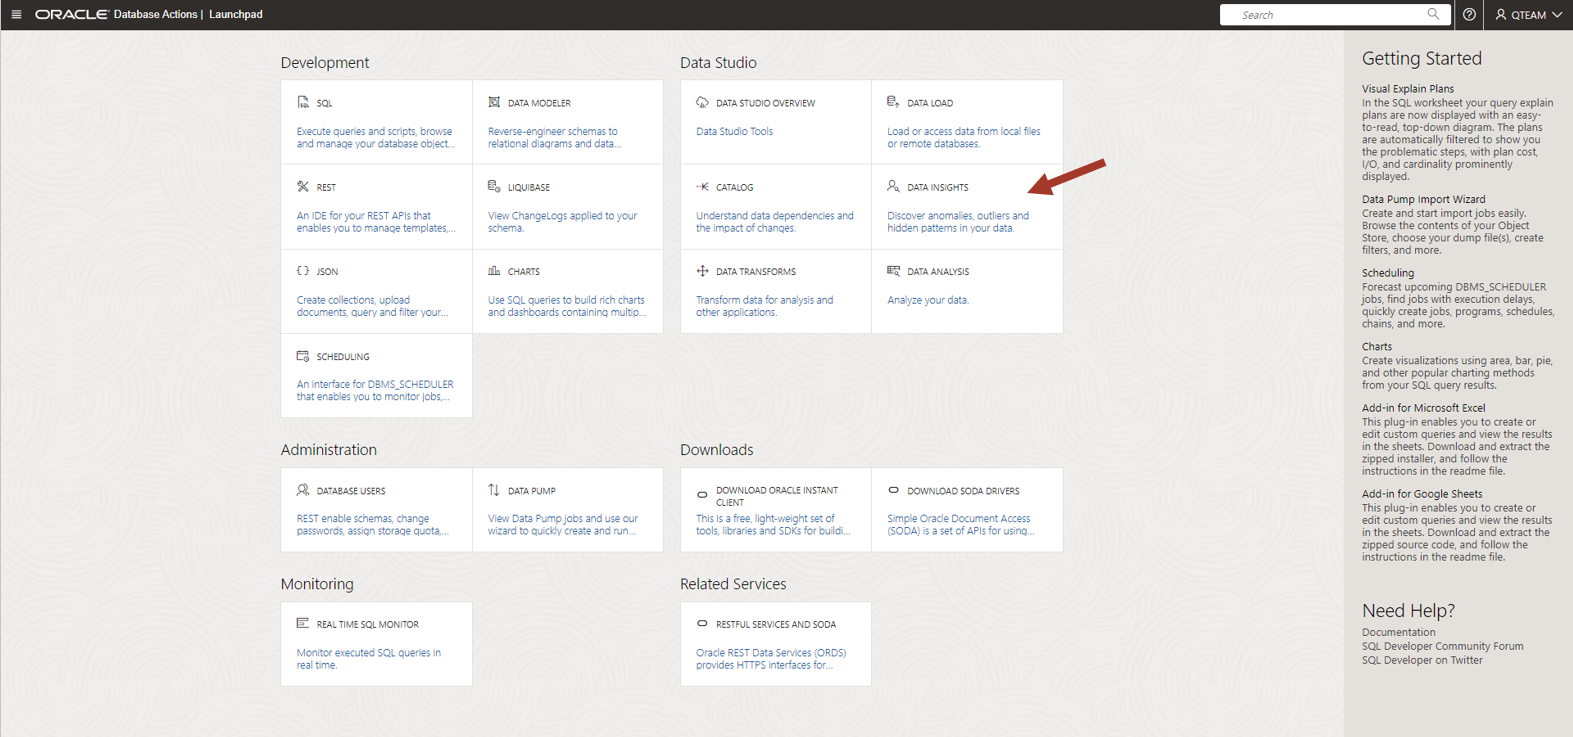 ORACLE® Database Actions | Launchpad
Search
QTEAM
Development
SQL
Execute queries and scripts, browse
and manage your database object...
DATA MODELER
Reverse-engineer schemas to
relational diagrams and data...
REST
An IDE for your REST APIs that
enables you to manage templates,...
LIQUIBASE
View ChangeLogs applied to your
schema.
JSON
Create collections, upload
documents, query and filter your...
CHARTS
Use SQL queries to build rich charts
and dashboards containing multip...
SCHEDULING
An interface for DBMS_SCHEDULER
that enables you to monitor jobs,...
Data Studio
DATA STUDIO OVERVIEW
Data Studio Tools
DATA LOAD
Load or access data from local files
or remote databases.
CATALOG
Understand data dependencies and
the impact of changes.
DATA INSIGHTS
Discover anomalies, outliers and
hidden patterns in your data.
DATA TRANSFORMS
Transform data for analysis and
other applications.
DATA ANALYSIS
Analyze your data.
Administration
DATABASE USERS
REST enable schemas, change
passwords, assign storage quota,...
DATA PUMP
View Data Pump jobs and use our
wizard to quickly create and run...
Downloads
DOWNLOAD ORACLE INSTANT
CLIENT
This is a free, light-weight set of
tools, libraries and SDKs for buildi...
DOWNLOAD SODA DRIVERS
Simple Oracle Document Access
(SODA) is a set of APIs for using...
Monitoring
REAL TIME SQL MONITOR
Monitor executed SQL queries in
real time.
Related Services
RESTFUL SERVICES AND SODA
Oracle REST Data Services (ORDS)
provides HTTPS interfaces for...
Getting Started
Visual Explain Plans
In the SQL worksheet your query explain
plans are now displayed with an easy-
to-read, top-down diagram. The plans
are automatically filtered to show you
the problematic steps, with plan cost,
I/O, and cardinality prominently
displayed.
Data Pump Import Wizard
Create and start import jobs easily.
Browse the contents of your Object
Store, choose your dump file(s), create
filters, and more.
Scheduling
Forecast upcoming DBMS_SCHEDULER
jobs, find jobs with execution delays,
quickly create jobs, programs, schedules,
chains, and more.
Charts
Create visualizations using area, bar, pie,
and other popular charting methods
from your SQL query results.
Add-in for Microsoft Excel
This plug-in enables you to create or
edit custom queries and view the results
in the sheets. Download and extract the
zipped installer, and follow the
instructions in the readme file.
Add-in for Google Sheets
This plug-in enables you to create or
edit custom queries and view the results
in the sheets. Download and extract the
zipped source code, and follow the
instructions in the readme file.
Need Help?
Documentation
SQL Developer Community Forum
SQL Developer on Twitter